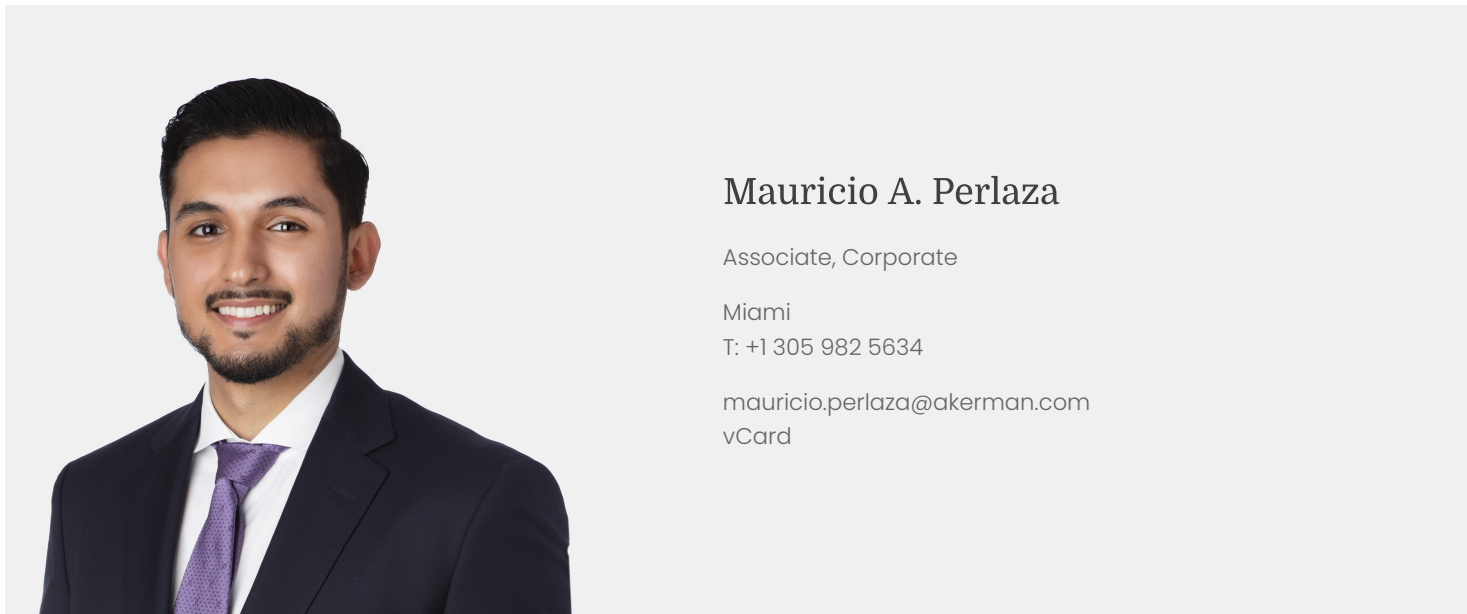 Mauricio A. Perlaza
Associate, Corporate
Miami
T: +1 305 982 5634
mauricio.perlaza@akerman.com
vCard